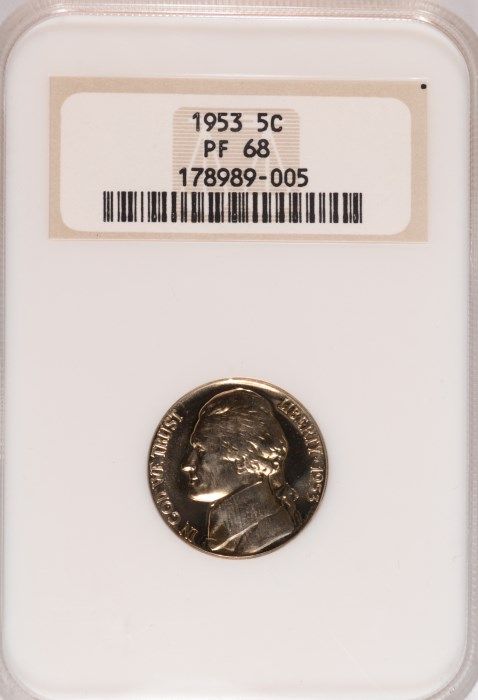 1953 5C
PF 68
178989-005
IN GOD WE TRUST
LIBERTY · 1953